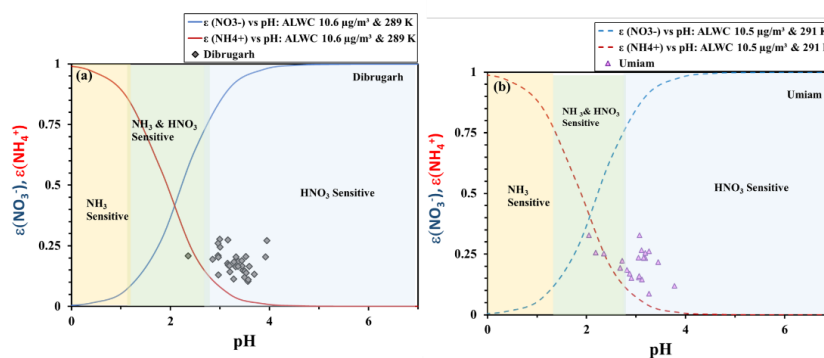 ε (NO3-) vs pH: ALWC 10.6 µg/m³ & 289 K
ε (NH4+) vs pH: ALWC 10.6 µg/m³ & 289 K
Dibrugarh
(a)
Dibrugarh
NH₃ & HNO₃
Sensitive
NH₃
Sensitive
HNO₃ Sensitive
1
0.75
0.5
0.25
0
0
2
4
6
pH
ε(NO₃⁻), ε(NH₄⁺)
ε (NO3-) vs pH: ALWC 10.5 µg/m³ & 291 K
ε (NH4+) vs pH: ALWC 10.5 µg/m³ & 291 K
Umiam
(b)
Umiam
NH₃ & HNO₃
Sensitive
NH₃
Sensitive
HNO₃ Sensitive
1
0.75
0.5
0.25
0
0
2
4
6
pH
ε(NO₃⁻), ε(NH₄⁺)